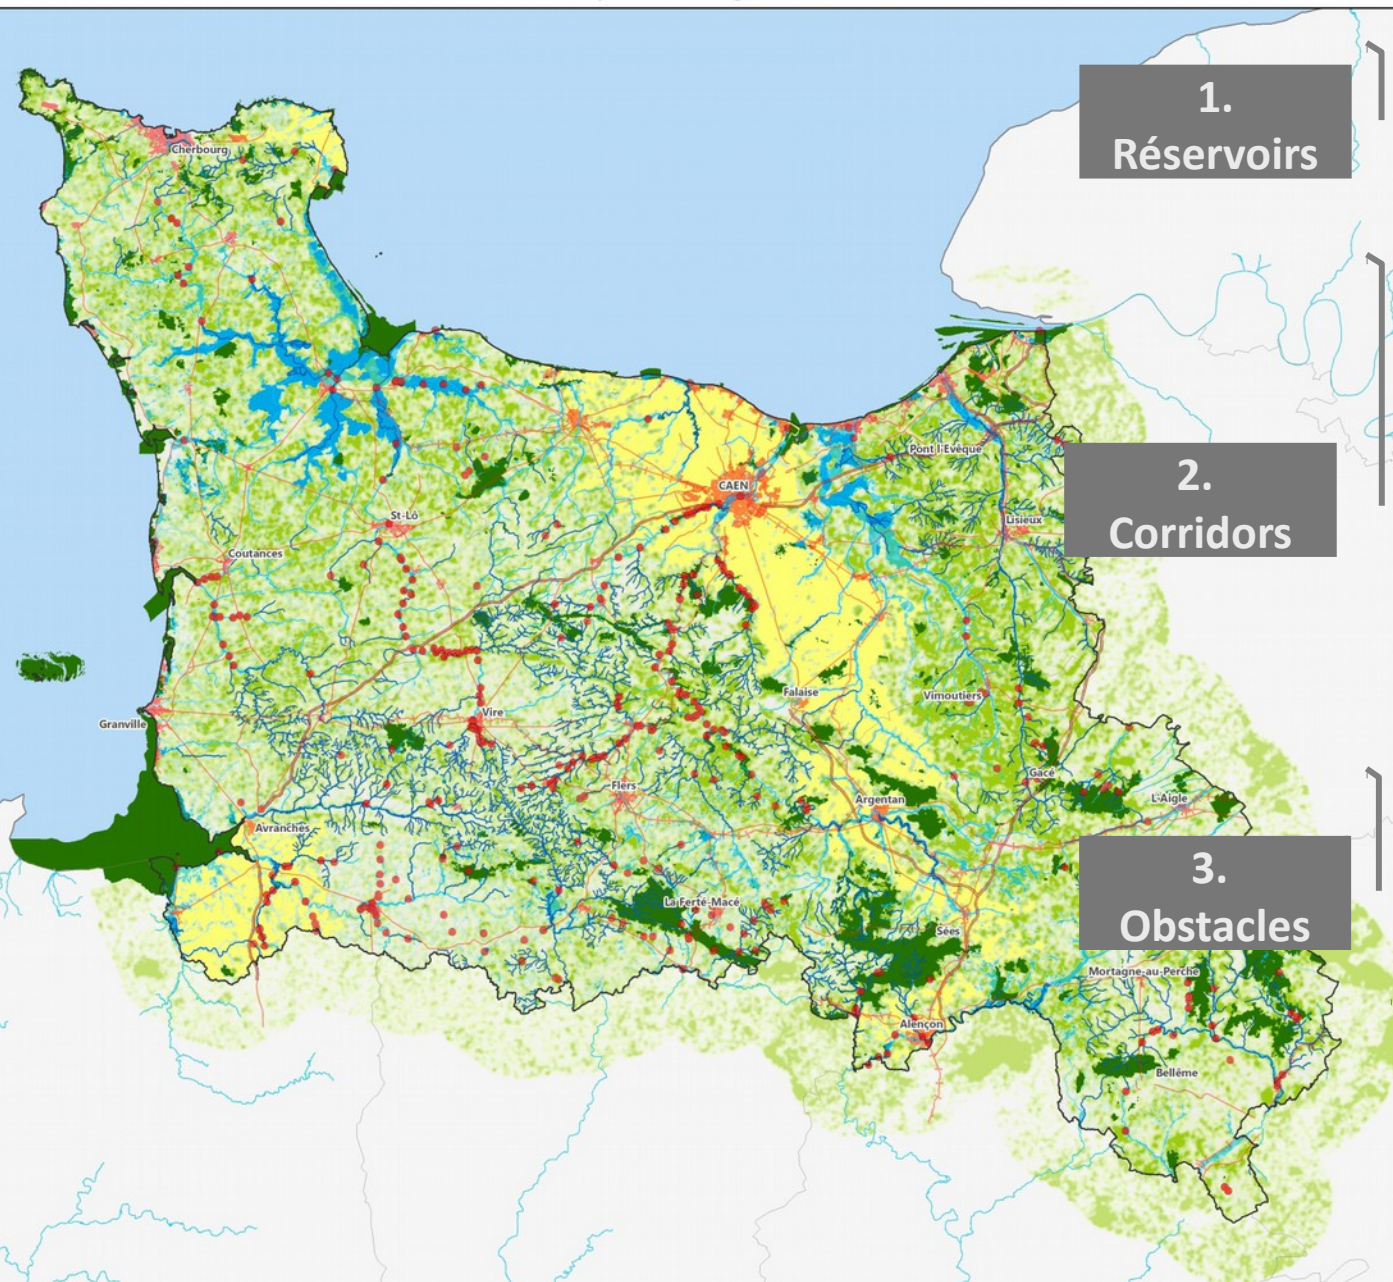 1.
Réservoirs
Cherbourg
Pont l'Evêque
2.
Corridors
CAEN
St-Lô
Lisieux
Coutances
Falaise
Vimoutiers
Granville
Vire
Gacé
Flers
Argentan
L'Aigle
Avranches
3.
Obstacles
La Ferté-Macé
Sées
Mortagne-au-Perche
Alençon
Bellême